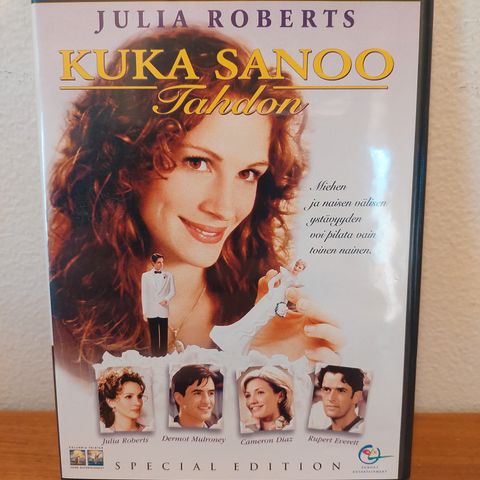 JULIA ROBERTS
KUKA SANOO
Tahdon
Miehen
ja naisen välisen
ystävyyden
voi pilata vain
toinen nainen.
Julia Roberts Dermot Mulroney Cameron Diaz Rupert Everett
SPECIAL EDITION